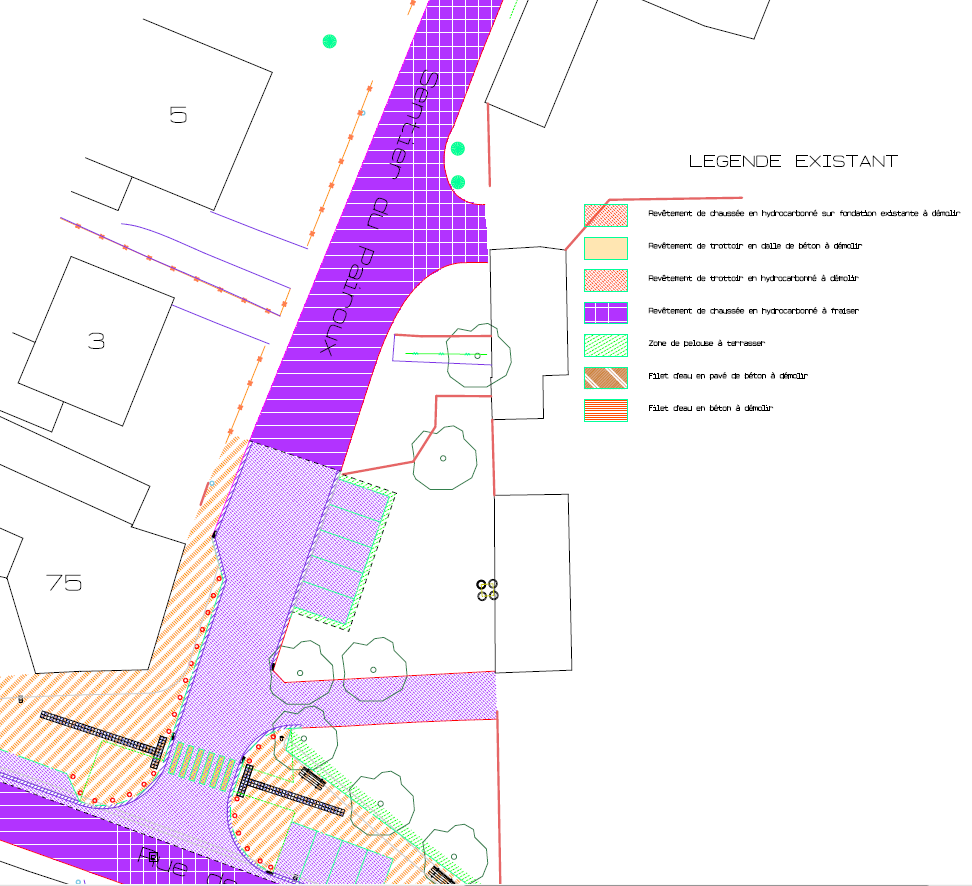 5
Sentier du Pairoux
LEGENDE EXISTANT
Revêtement de chaussée en hydrocarboné sur fondation existante à démolir
Revêtement de trottoir en dalle de béton à démolir
Revêtement de trottoir en hydrocarboné à démolir
Revêtement de chaussée en hydrocarboné à fraiser
Zone de pelouse à terrasser
Filet d'eau en pavé de béton à démolir
Filet d'eau en béton à démolir
3
75
Rue